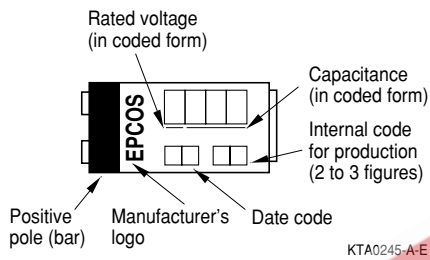 Rated voltage
(in coded form)
Capacitance
(in coded form)
EPCOS
Internal code
for production
(2 to 3 figures)
Positive
pole (bar)
Manufacturer's
logo
Date code
KTA0245-A-E